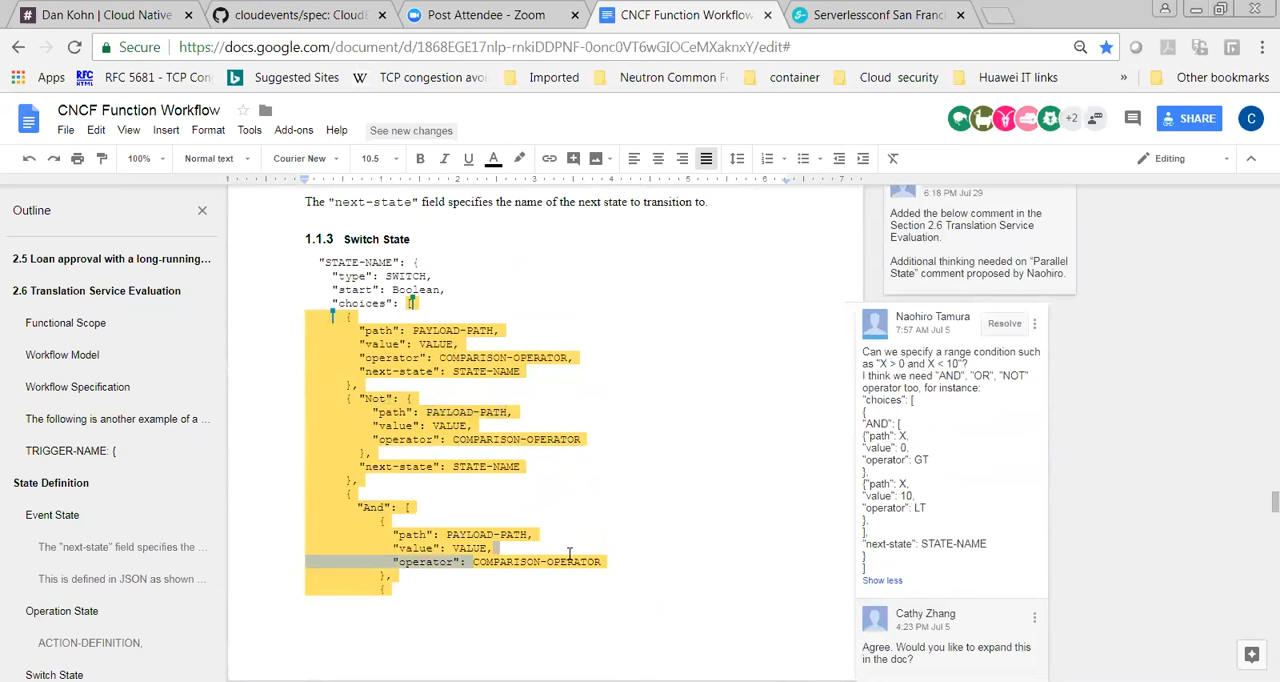 Dan Kohn | Cloud Native
cloudevents/spec: CloudE
Post Attendee - Zoom
CNCF Function Workflow
Serverlessconf San Franc
Secure
https://docs.google.com/document/d/1868EGE17nlp-rnkiDDPNF-0onc0VT6wGIOCeMXaknxY/edit#
Apps
RFC 5681 - TCP Con
Suggested Sites
TCP congestion avoi
Imported
Neutron Common F
container
Cloud security
Huawei IT links
»
Other bookmarks
CNCF Function Workflow
File Edit View Insert Format Tools Add-ons Help See new changes
+2
SHARE
C
100% Normal text Courier New 10.5 B I U A Editing
1 1 2 3 4 5 6 7
Outline
2.5 Loan approval with a long-running...
2.6 Translation Service Evaluation
Functional Scope
Workflow Model
Workflow Specification
The following is another example of a ...
TRIGGER-NAME: {
State Definition
Event State
The "next-state" field specifies the ...
This is defined in JSON as shown ...
Operation State
ACTION-DEFINITION,
Switch State
The "next-state" field specifies the name of the next state to transition to.
1.1.3 Switch State
"STATE-NAME": {
"type": SWITCH,
"start": Boolean,
"choices": [
{
"path": PAYLOAD-PATH,
"value": VALUE,
"operator": COMPARISON-OPERATOR,
"next-state": STATE-NAME
},
{ "Not": {
"path": PAYLOAD-PATH,
"value": VALUE,
"operator": COMPARISON-OPERATOR
},
"next-state": STATE-NAME
},
{
"And": [
{
"path": PAYLOAD-PATH,
"value": VALUE,
"operator": COMPARISON-OPERATOR
},
{
6:18 PM Jul 29
Added the below comment in the
Section 2.6 Translation Service
Evaluation.
Additional thinking needed on "Parallel
State" comment proposed by Naohiro.
Naohiro Tamura
7:57 AM Jul 5
Resolve
Can we specify a range condition such
as "X > 0 and X < 10"?
I think we need "AND", "OR", "NOT"
operator too, for instance:
"choices": [
{
"AND": [
{"path": X,
"value": 0,
"operator": GT
},
{"path": X,
"value": 10,
"operator": LT
},
],
"next-state": STATE-NAME
}
]
Show less
Cathy Zhang
4:23 PM Jul 5
Agree. Would you like to expand this
in the doc?